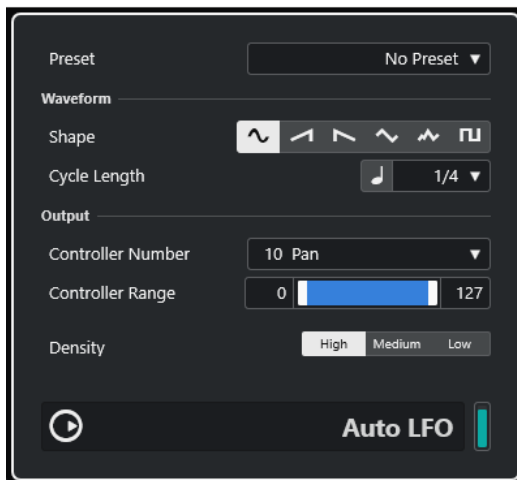 Preset No Preset
Waveform
Shape
Cycle Length 1/4
Output
Controller Number 10 Pan
Controller Range 0 127
Density High Medium Low
Auto LFO